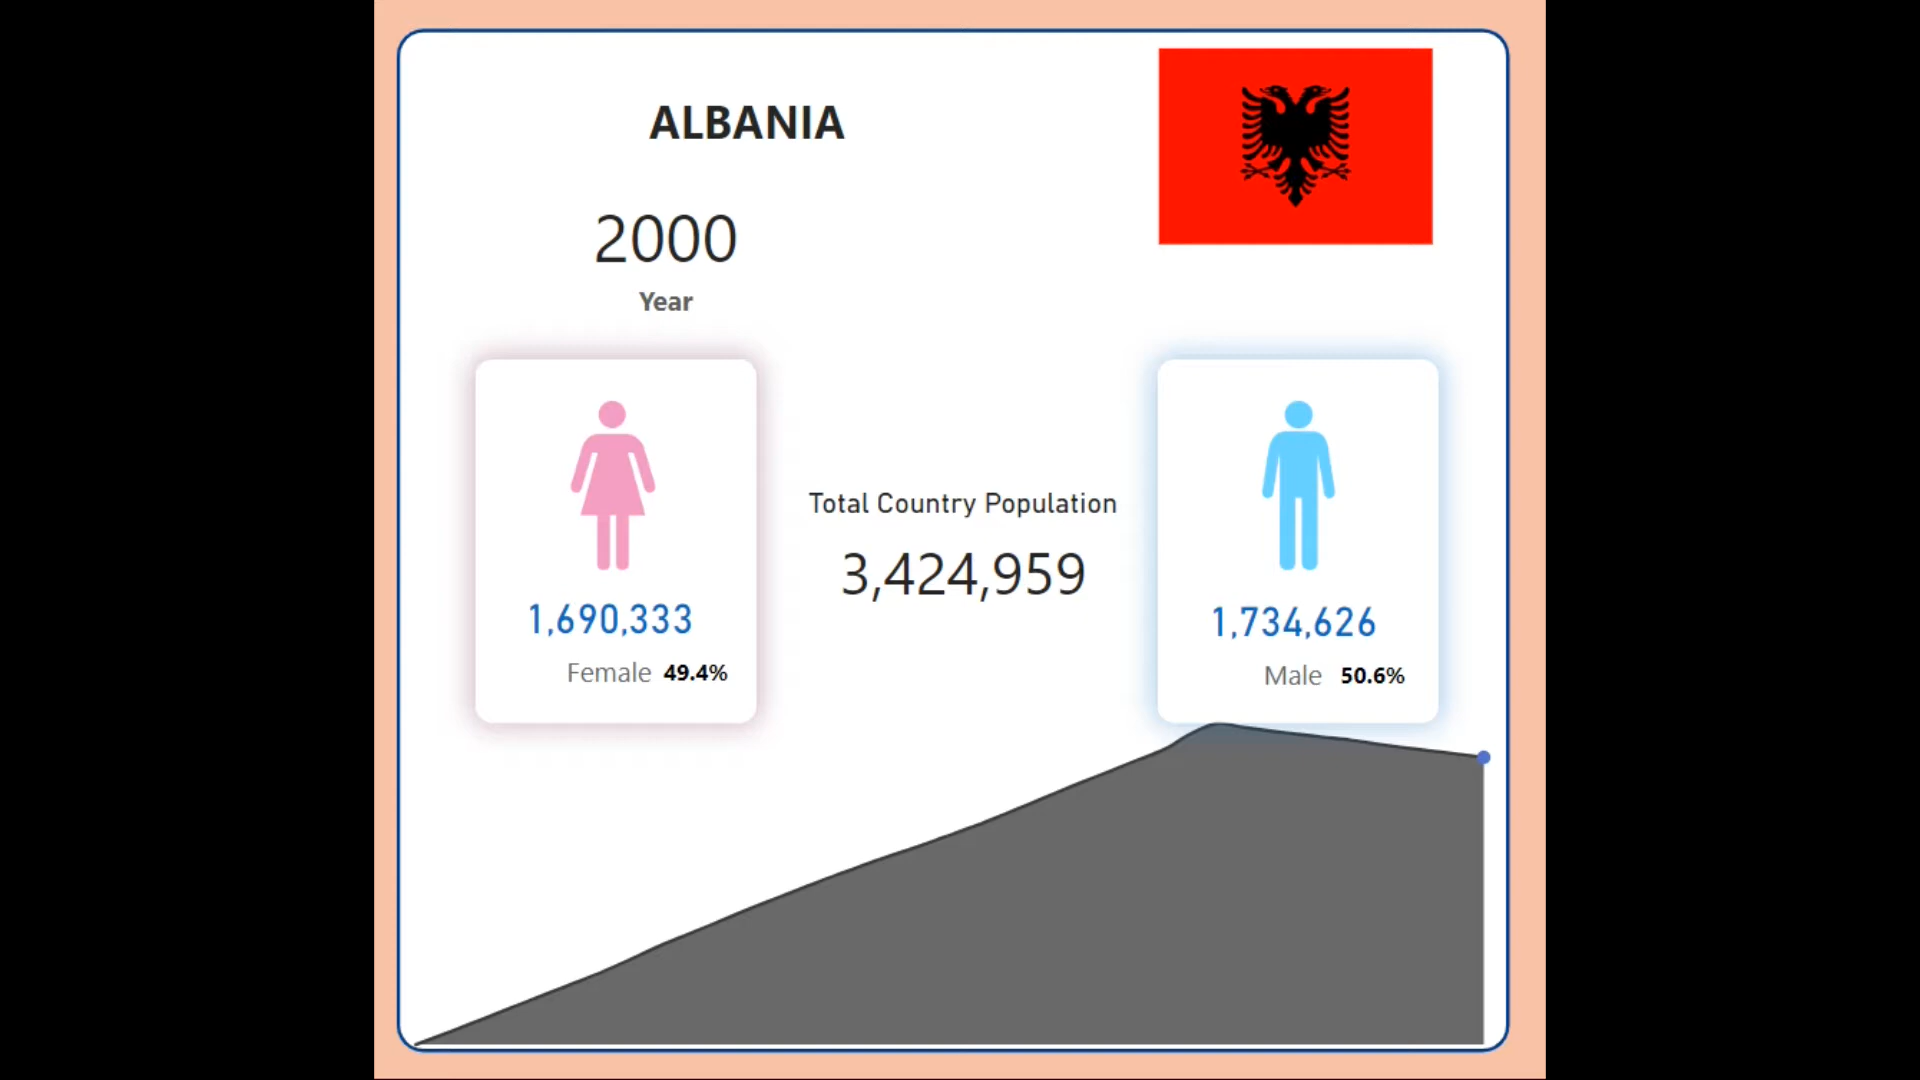 ALBANIA
2000
Year
Total Country Population
3,424,959
1,690,333
Female 49.4%
1,734,626
Male 50.6%